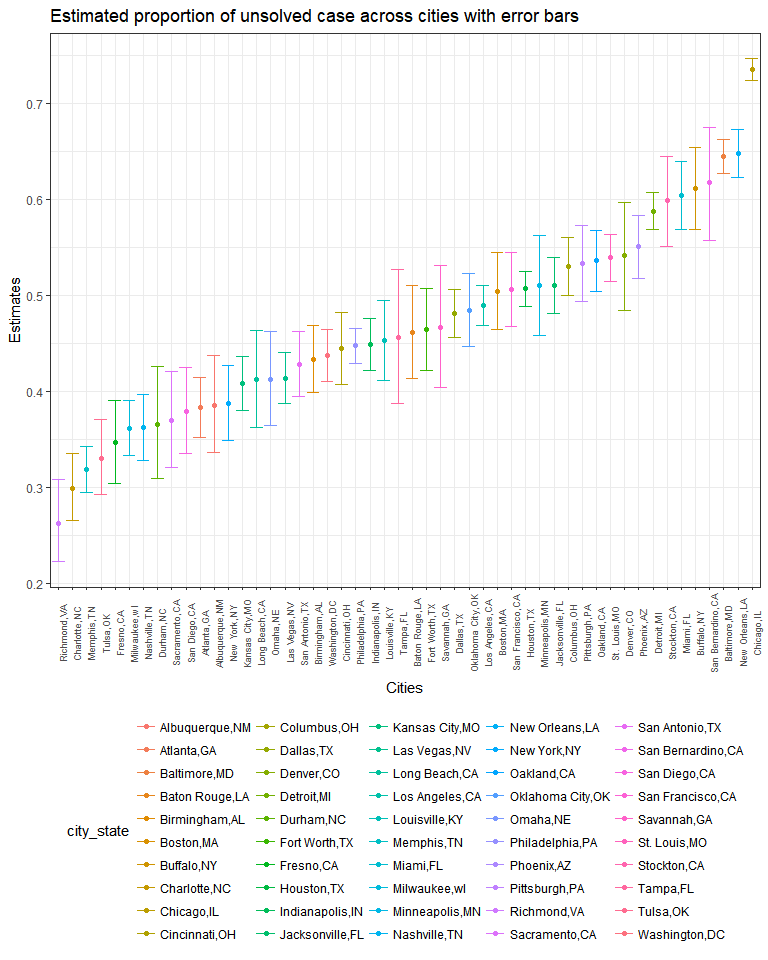 Estimated proportion of unsolved case across cities with error bars
Estimates
0.7
0.6
0.5
0.4
0.3
0.2
Richmond,VA
Charlotte,NC
Memphis,TN
Tulsa,OK
Fresno,CA
Milwaukee,wI
Nashville,TN
Durham,NC
Sacramento,CA
San Diego,CA
Atlanta,GA
Albuquerque,NM
New York,NY
Kansas City,MO
Long Beach,CA
Omaha,NE
Las Vegas,NV
San Antonio,TX
Birmingham,AL
Washington,DC
Cincinnati,OH
Philadelphia,PA
Indianapolis,IN
Louisville,KY
Tampa,FL
Baton Rouge,LA
Fort Worth,TX
Savannah,GA
Dallas,TX
Oklahoma City,OK
Los Angeles,CA
Boston,MA
San Francisco,CA
Houston,TX
Minneapolis,MN
Jacksonville,FL
Columbus,OH
Pittsburgh,PA
Oakland,CA
St. Louis,MO
Denver,CO
Phoenix,AZ
Detroit,MI
Stockton,CA
Miami,FL
Buffalo,NY
San Bernardino,CA
Baltimore,MD
New Orleans,LA
Chicago,IL
Cities
city_state
Albuquerque,NM
Atlanta,GA
Baltimore,MD
Baton Rouge,LA
Birmingham,AL
Boston,MA
Buffalo,NY
Charlotte,NC
Chicago,IL
Cincinnati,OH
Columbus,OH
Dallas,TX
Denver,CO
Detroit,MI
Durham,NC
Fort Worth,TX
Fresno,CA
Houston,TX
Indianapolis,IN
Jacksonville,FL
Kansas City,MO
Las Vegas,NV
Long Beach,CA
Los Angeles,CA
Louisville,KY
Memphis,TN
Miami,FL
Milwaukee,wI
Minneapolis,MN
Nashville,TN
New Orleans,LA
New York,NY
Oakland,CA
Oklahoma City,OK
Omaha,NE
Philadelphia,PA
Phoenix,AZ
Pittsburgh,PA
Richmond,VA
Sacramento,CA
San Antonio,TX
San Bernardino,CA
San Diego,CA
San Francisco,CA
Savannah,GA
St. Louis,MO
Stockton,CA
Tampa,FL
Tulsa,OK
Washington,DC